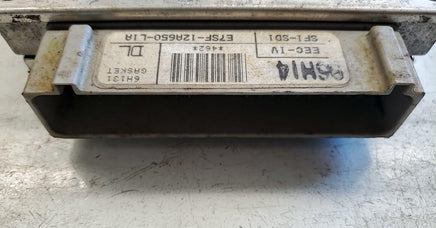 EEC-IV
SFI-SD1
*462*
E7SF-12A650-L1A
DL
6H131
GASKET